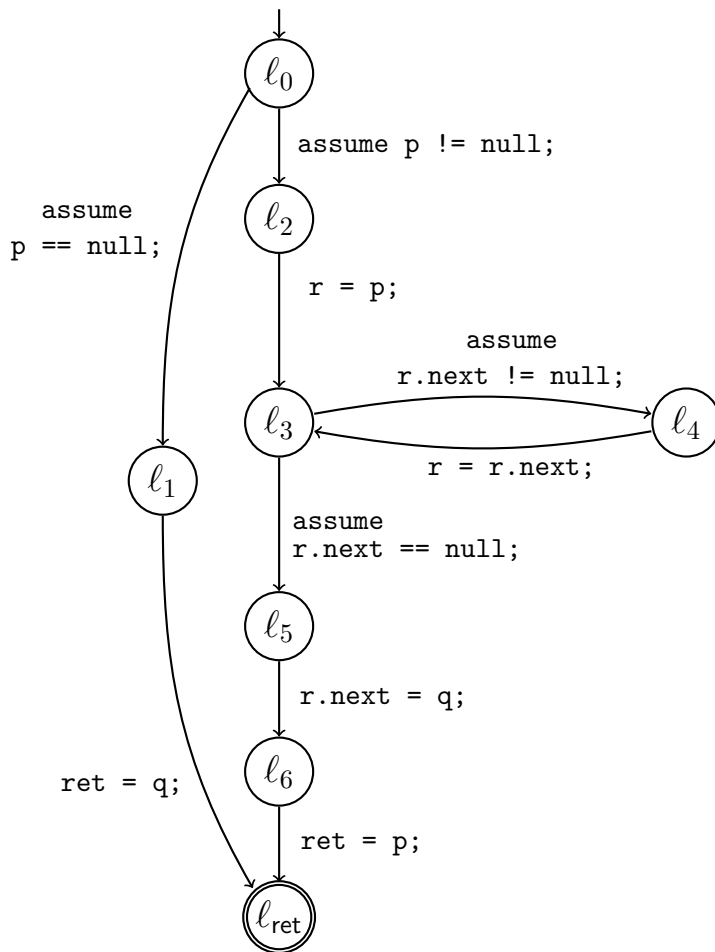 ℓ0
assume p != null;
assume
p == null;
ℓ2
r = p;
assume
r.next != null;
ℓ3
ℓ4
r = r.next;
ℓ1
assume
r.next == null;
ℓ5
r.next = q;
ℓ6
ret = q;
ret = p;
ℓret